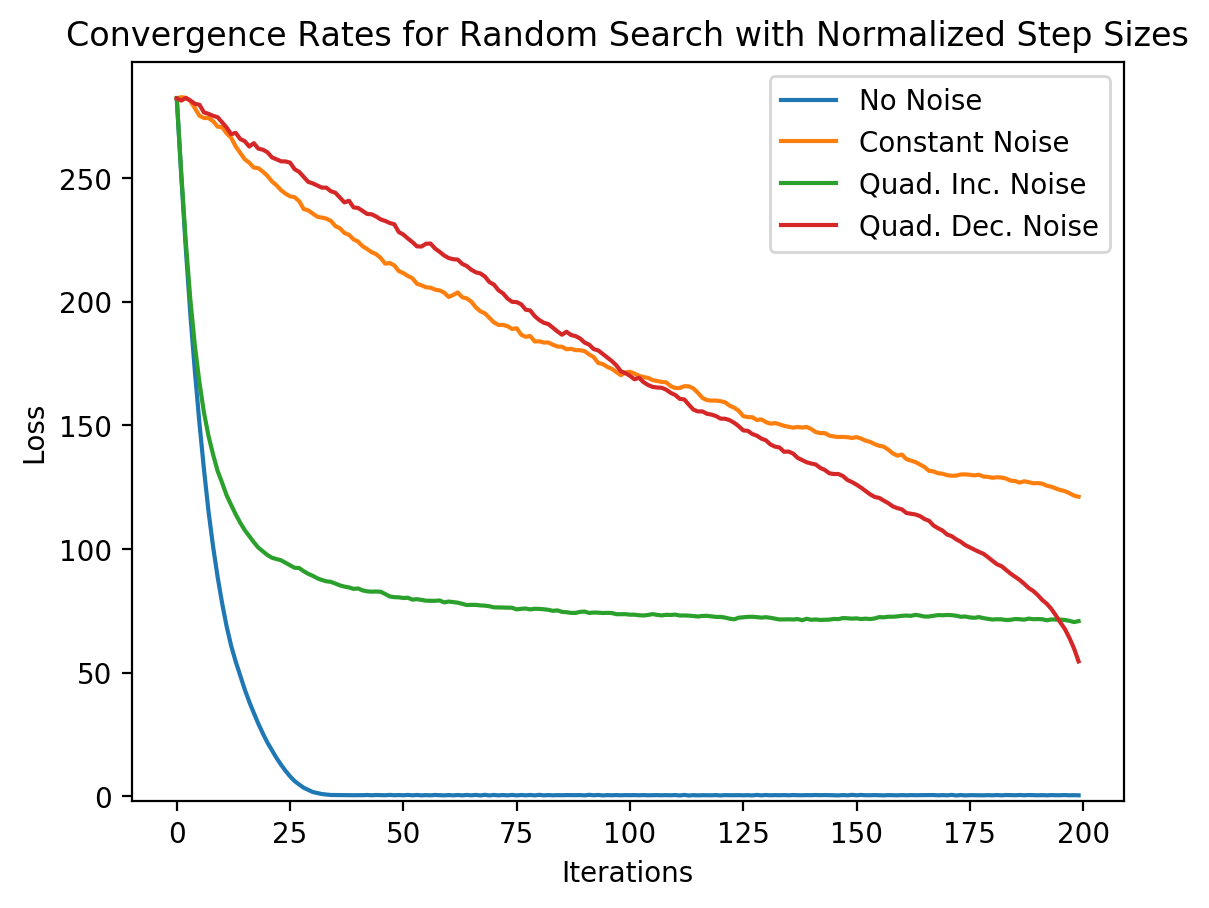 Convergence Rates for Random Search with Normalized Step Sizes
No Noise
Constant Noise
Quad. Inc. Noise
Quad. Dec. Noise
250
200
150
100
50
0
Loss
0 25 50 75 100 125 150 175 200
Iterations